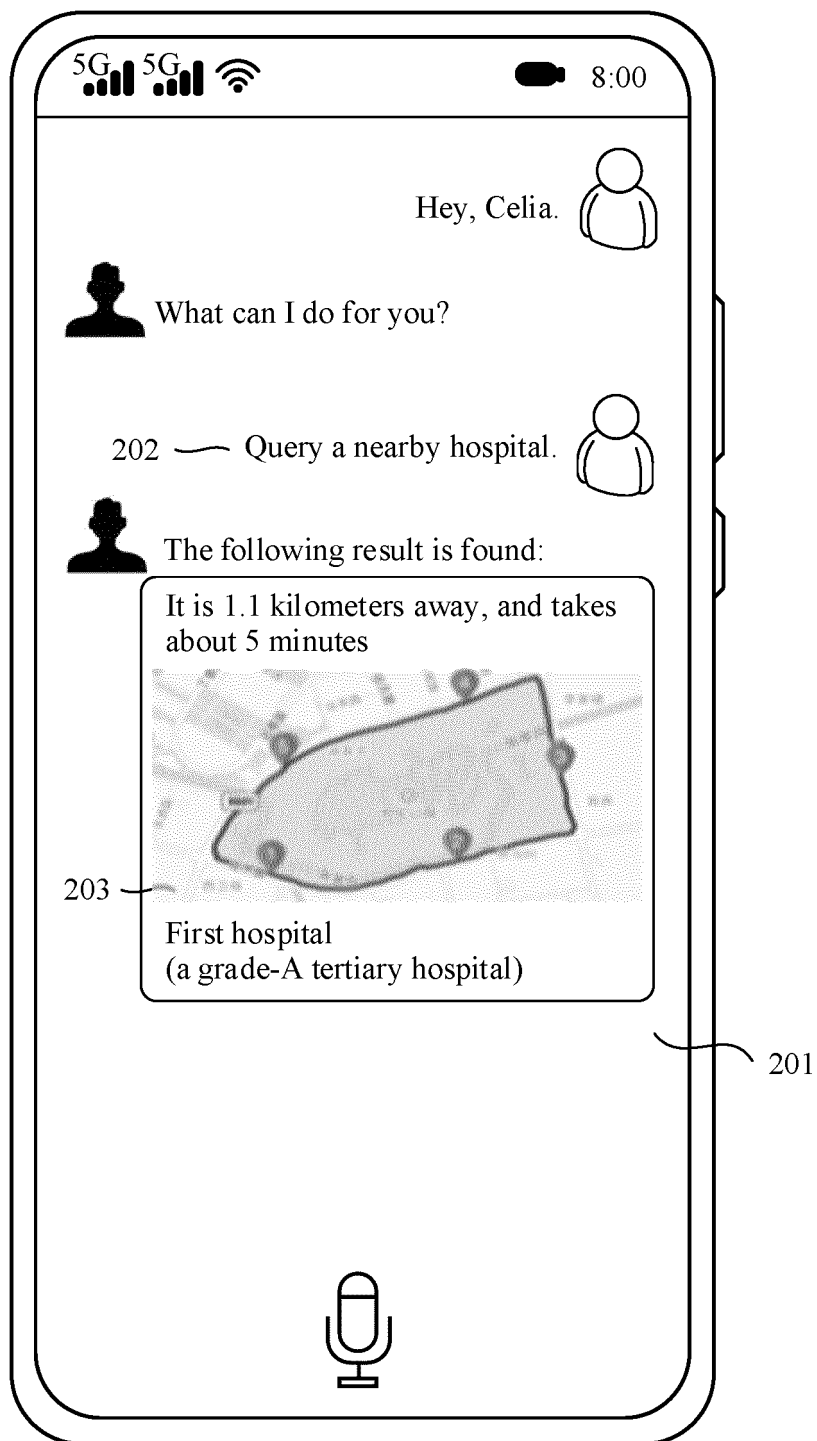 5G 5G 8:00
Hey, Celia.
What can I do for you?
202 Query a nearby hospital.
The following result is found:
It is 1.1 kilometers away, and takes
about 5 minutes
203
First hospital
(a grade-A tertiary hospital)
201